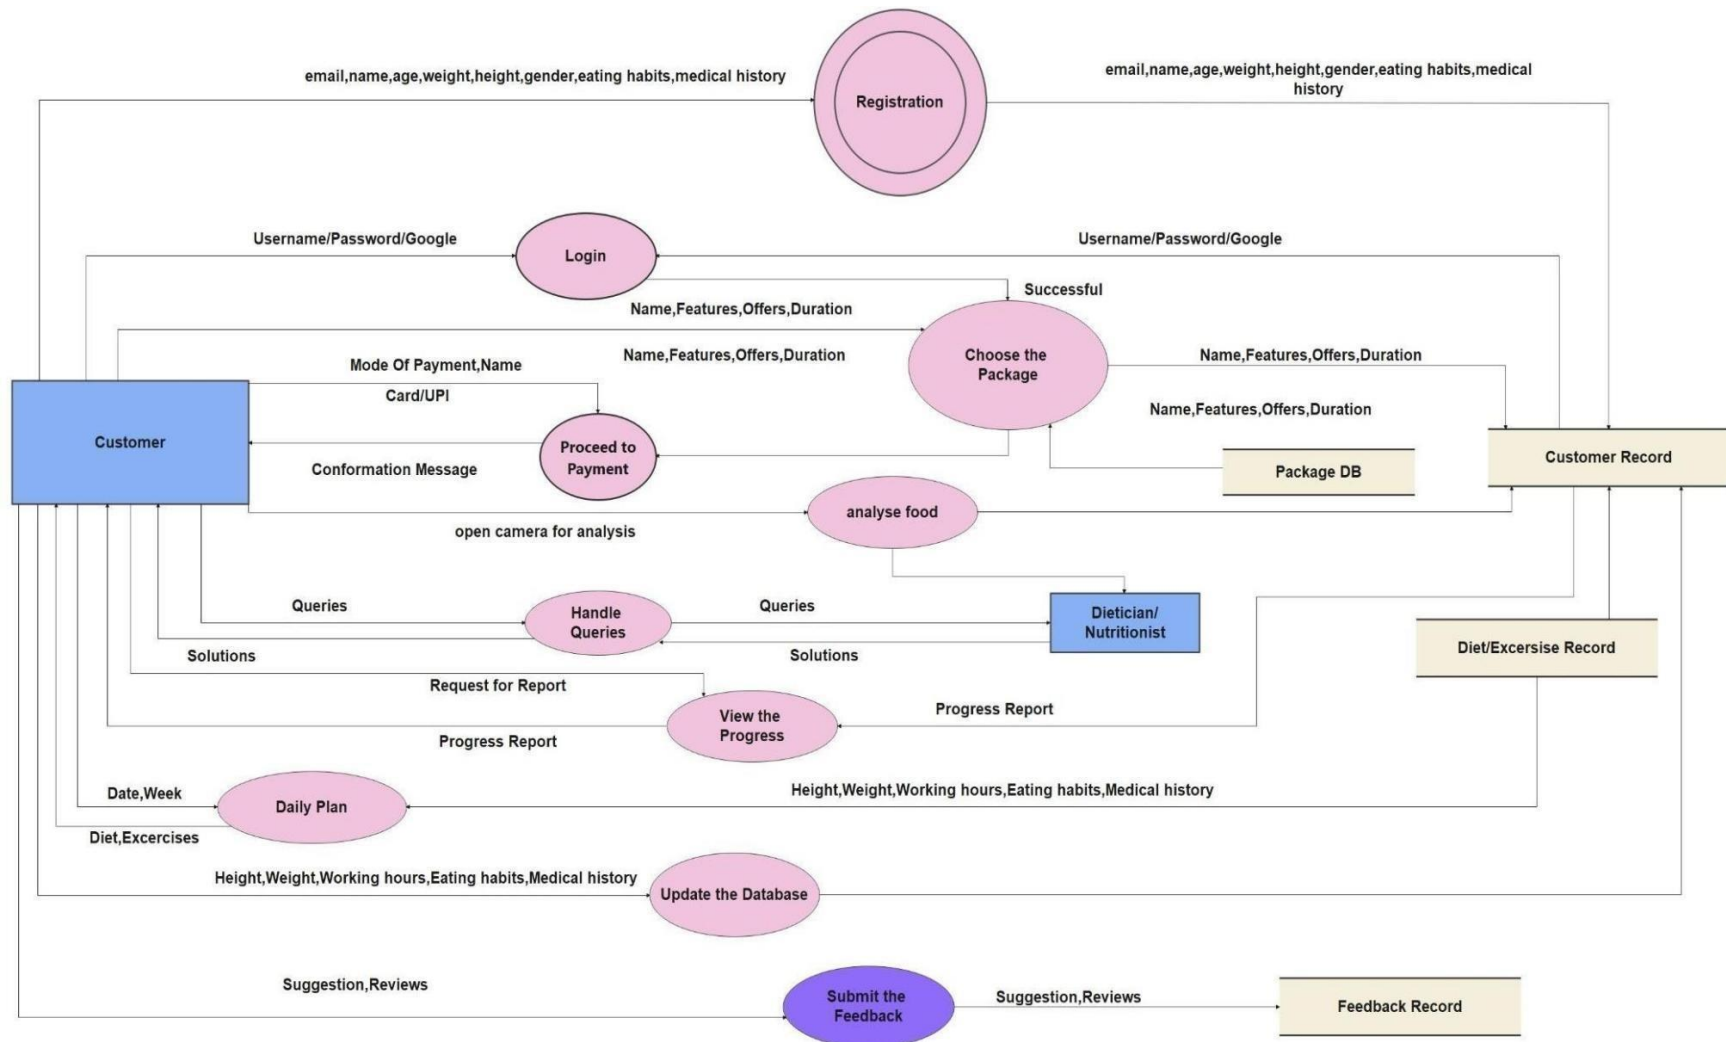 email,name,age,weight,height,gender,eating habits,medical history
email,name,age,weight,height,gender,eating habits,medical
history
Registration
Username/Password/Google
Login
Username/Password/Google
Successful
Name,Features,Offers,Duration
Name,Features,Offers,Duration
Choose the
Package
Name,Features,Offers,Duration
Mode Of Payment,Name
Card/UPI
Name,Features,Offers,Duration
Customer
Proceed to
Payment
Conformation Message
Package DB
Customer Record
analyse food
open camera for analysis
Queries
Handle
Queries
Queries
Dietician/
Nutritionist
Solutions
Solutions
Diet/Excersise Record
Request for Report
View the
Progress
Progress Report
Progress Report
Date,Week
Daily Plan
Height,Weight,Working hours,Eating habits,Medical history
Diet,Excercises
Height,Weight,Working hours,Eating habits,Medical history
Update the Database
Suggestion,Reviews
Submit the
Feedback
Suggestion,Reviews
Feedback Record